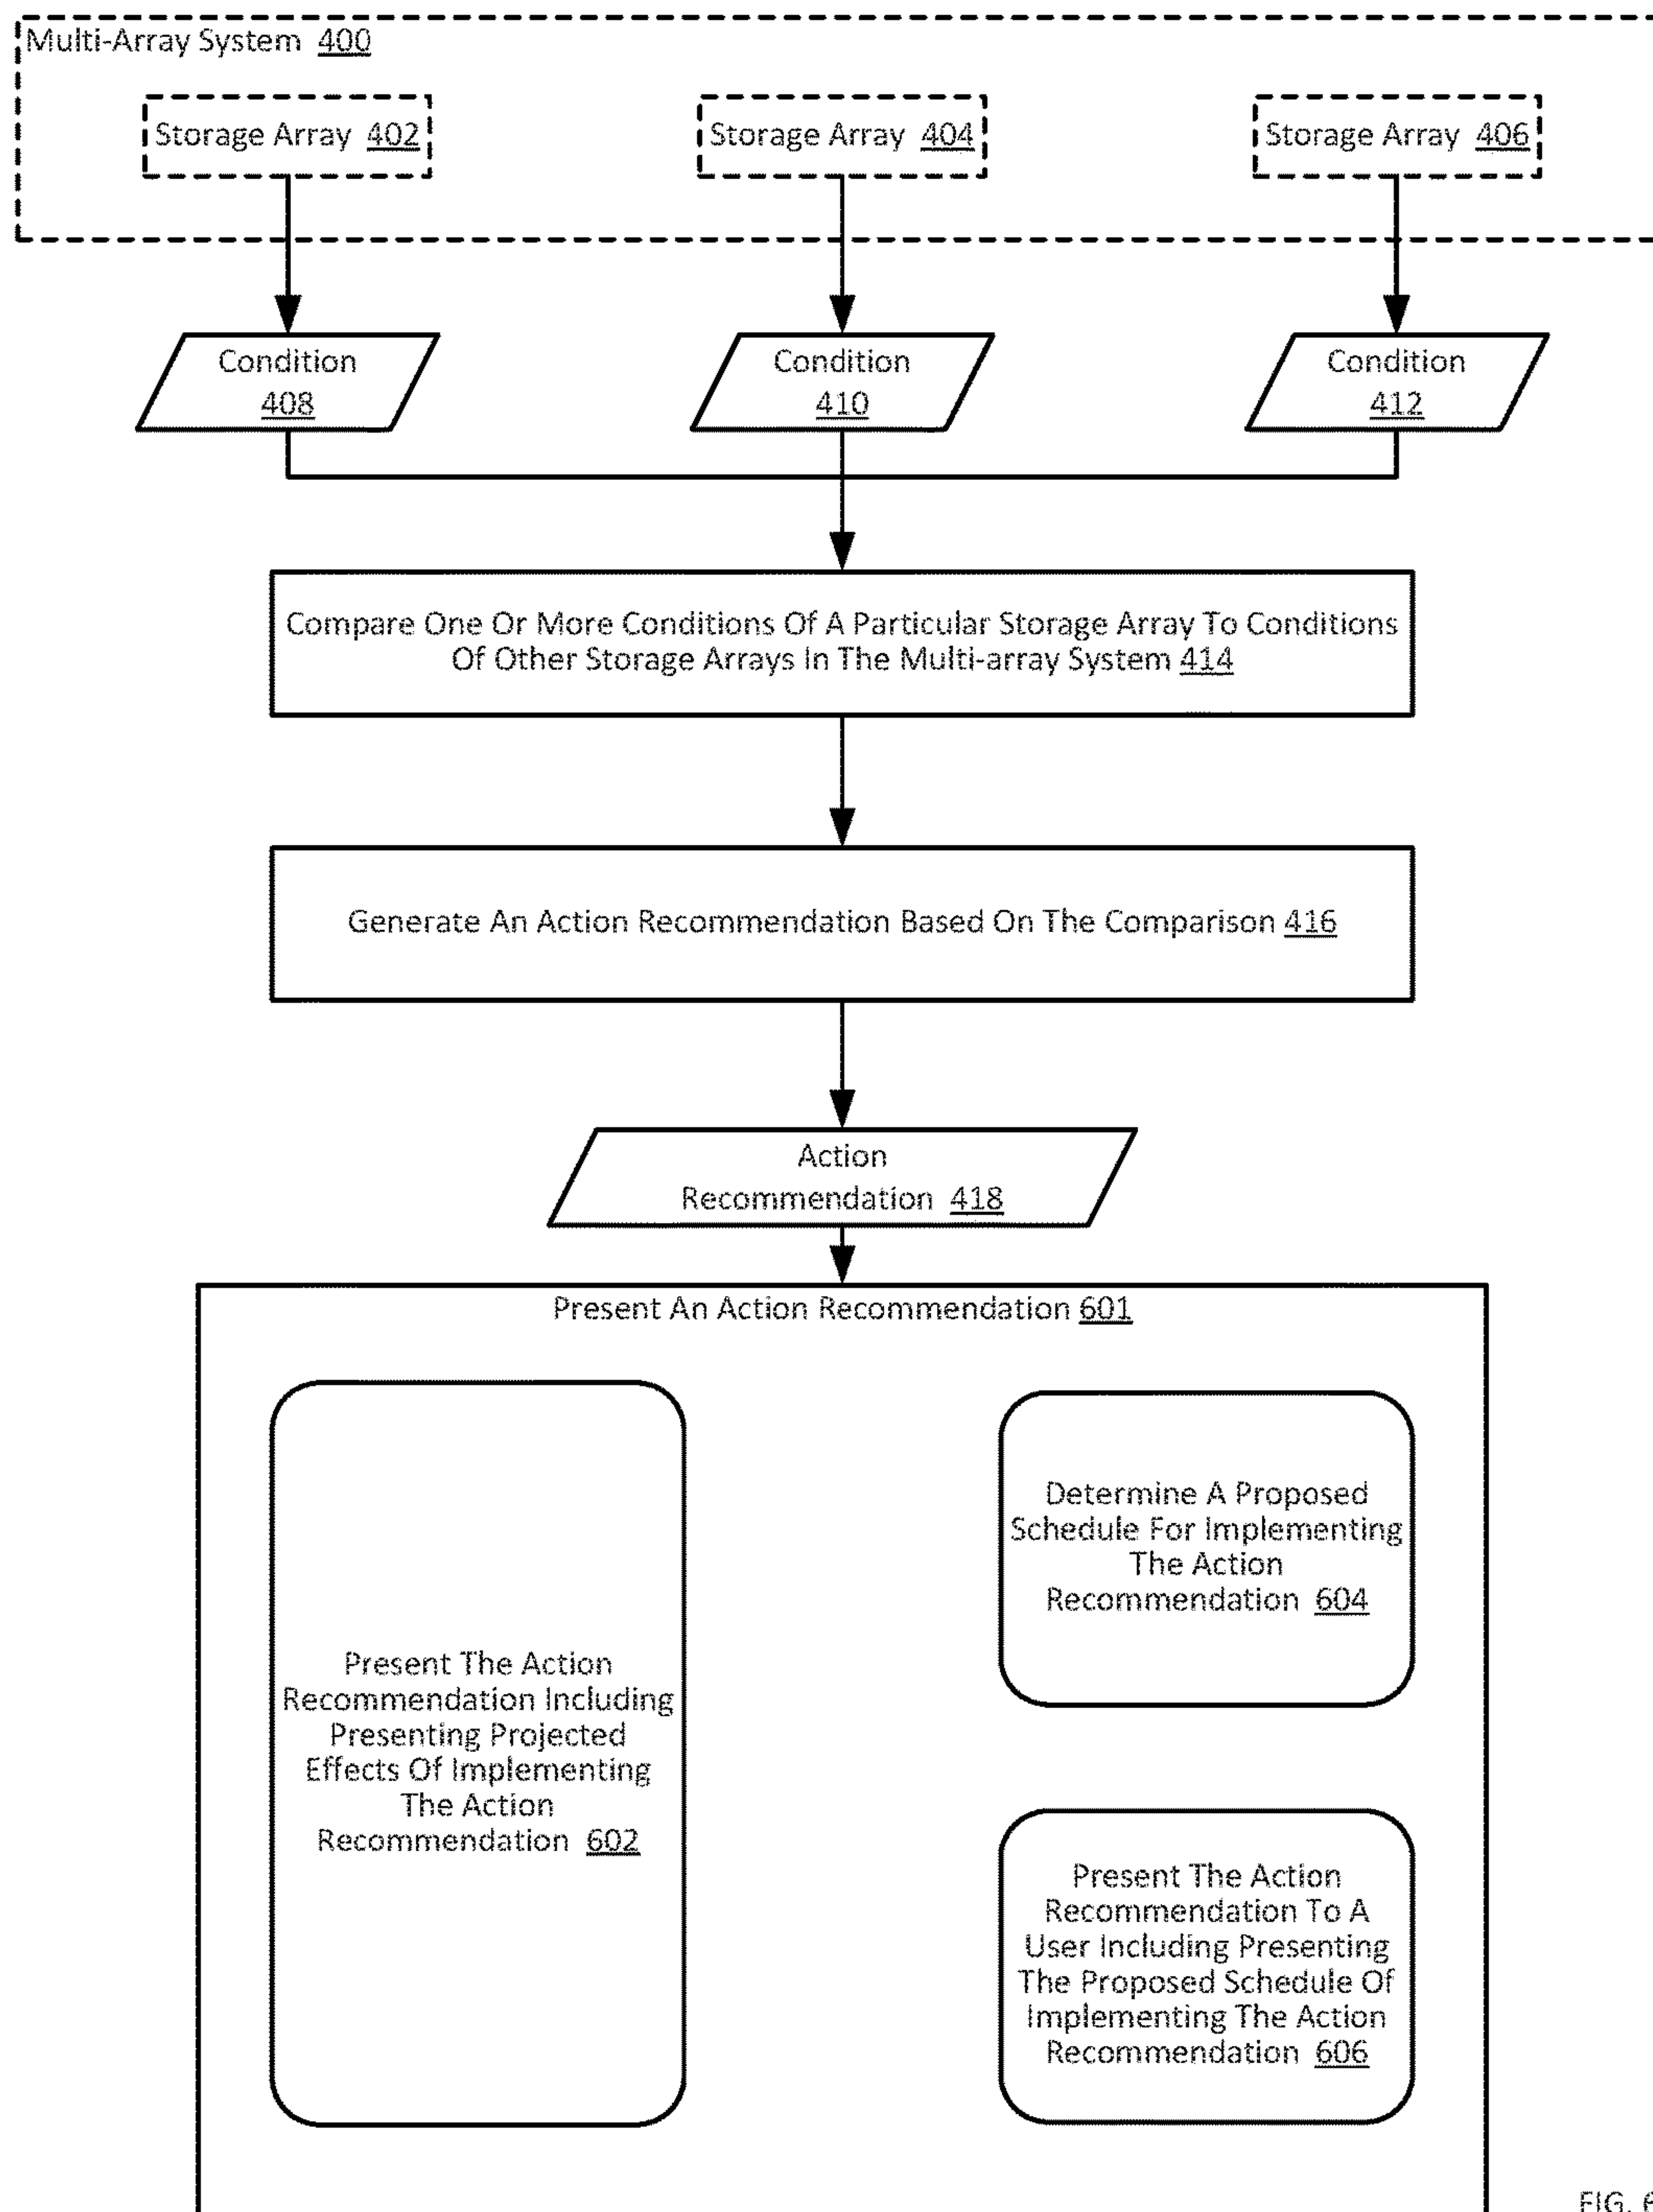 Multi-Array System 400
Storage Array 402
Storage Array 404
Storage Array 406
Condition
408
Condition
410
Condition
412
Compare One Or More Conditions Of A Particular Storage Array To Conditions
Of Other Storage Arrays In The Multi-array System 414
Generate An Action Recommendation Based On The Comparison 416
Action
Recommendation 418
Present An Action Recommendation 601
Present The Action
Recommendation Including
Presenting Projected
Effects Of Implementing
The Action
Recommendation 602
Determine A Proposed
Schedule For Implementing
The Action
Recommendation 604
Present The Action
Recommendation To A
User Including Presenting
The Proposed Schedule Of
Implementing The Action
Recommendation 606
FIG. 6